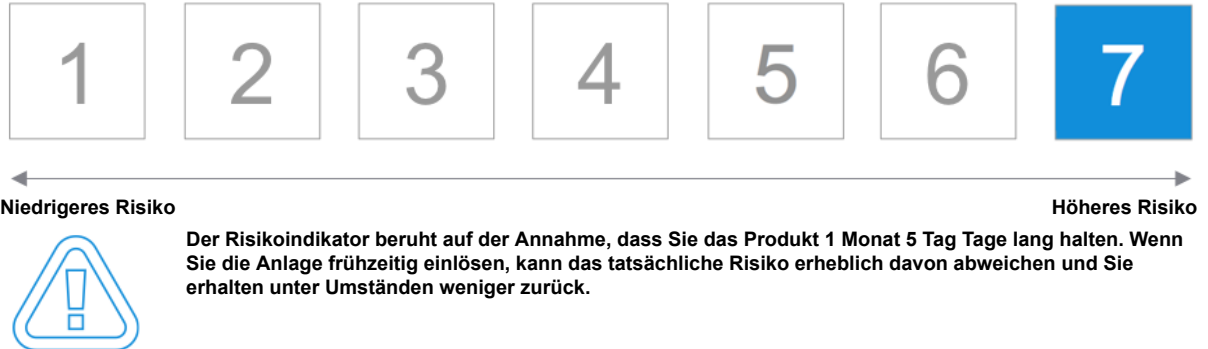 1 2 3 4 5 6 7
Niedrigeres Risiko Höheres Risiko
Der Risikoindikator beruht auf der Annahme, dass Sie das Produkt 1 Monat 5 Tag Tage lang halten. Wenn
Sie die Anlage frühzeitig einlösen, kann das tatsächliche Risiko erheblich davon abweichen und Sie
erhalten unter Umständen weniger zurück.